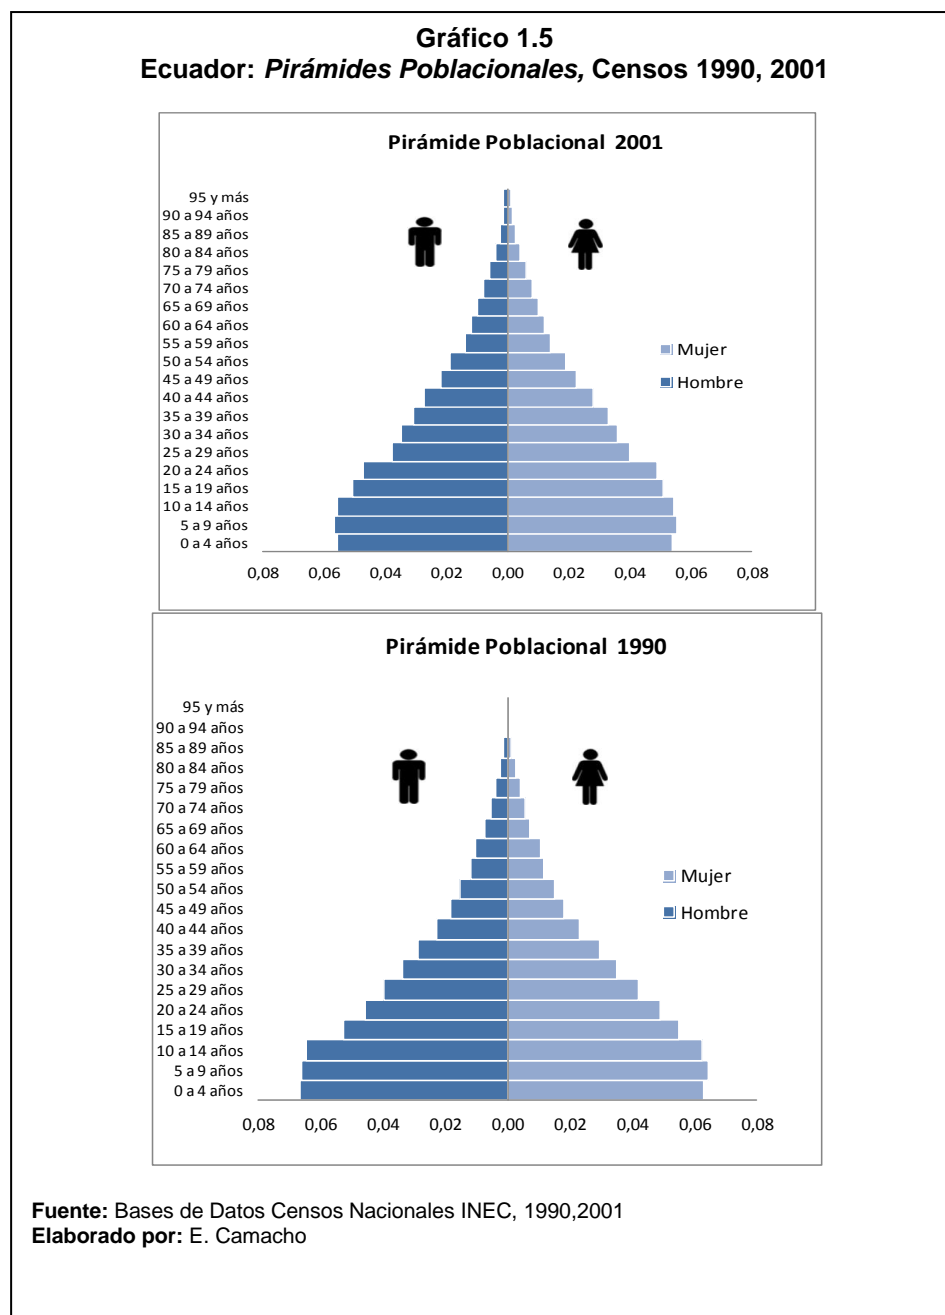 Gráfico 1.5
Ecuador: Pirámides Poblacionales, Censos 1990, 2001
Pirámide Poblacional 2001
95 y más
90 a 94 años
85 a 89 años
80 a 84 años
75 a 79 años
70 a 74 años
65 a 69 años
60 a 64 años
55 a 59 años
50 a 54 años
45 a 49 años
40 a 44 años
35 a 39 años
30 a 34 años
25 a 29 años
20 a 24 años
15 a 19 años
10 a 14 años
5 a 9 años
0 a 4 años
Mujer
Hombre
0,08 0,06 0,04 0,02 0,00 0,02 0,04 0,06 0,08
Pirámide Poblacional 1990
95 y más
90 a 94 años
85 a 89 años
80 a 84 años
75 a 79 años
70 a 74 años
65 a 69 años
60 a 64 años
55 a 59 años
50 a 54 años
45 a 49 años
40 a 44 años
35 a 39 años
30 a 34 años
25 a 29 años
20 a 24 años
15 a 19 años
10 a 14 años
5 a 9 años
0 a 4 años
Mujer
Hombre
0,08 0,06 0,04 0,02 0,00 0,02 0,04 0,06 0,08
Fuente: Bases de Datos Censos Nacionales INEC, 1990,2001
Elaborado por: E. Camacho